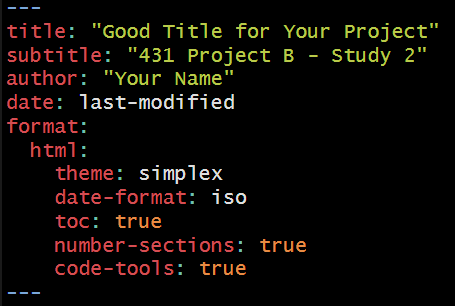 ---
title: "Good Title for Your Project"
subtitle: "431 Project B - Study 2"
author: "Your Name"
date: last-modified
format:
  html:
    theme: simplex
    date-format: iso
    toc: true
    number-sections: true
    code-tools: true
---